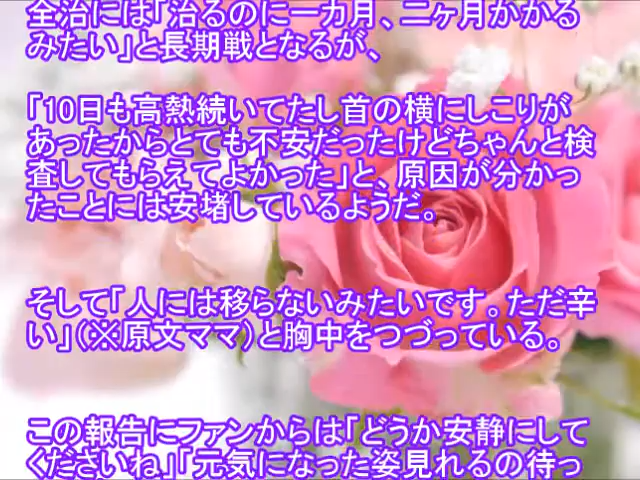 全治には「治るのに一カ月、二ヶ月かかる
みたい」と長期戦となるが、
「10日も高熱続いてたし首の横にしこりが
あったからとても不安だったけどちゃんと検
査してもらえてよかった」と、原因が分かっ
たことには安堵しているようだ。
そして「人には移らないみたいです。ただ辛
い」（※原文ママ）と胸中をつづっている。
この報告にファンからは「どうか安静にして
くださいね」「元気になった姿見れるの待っ